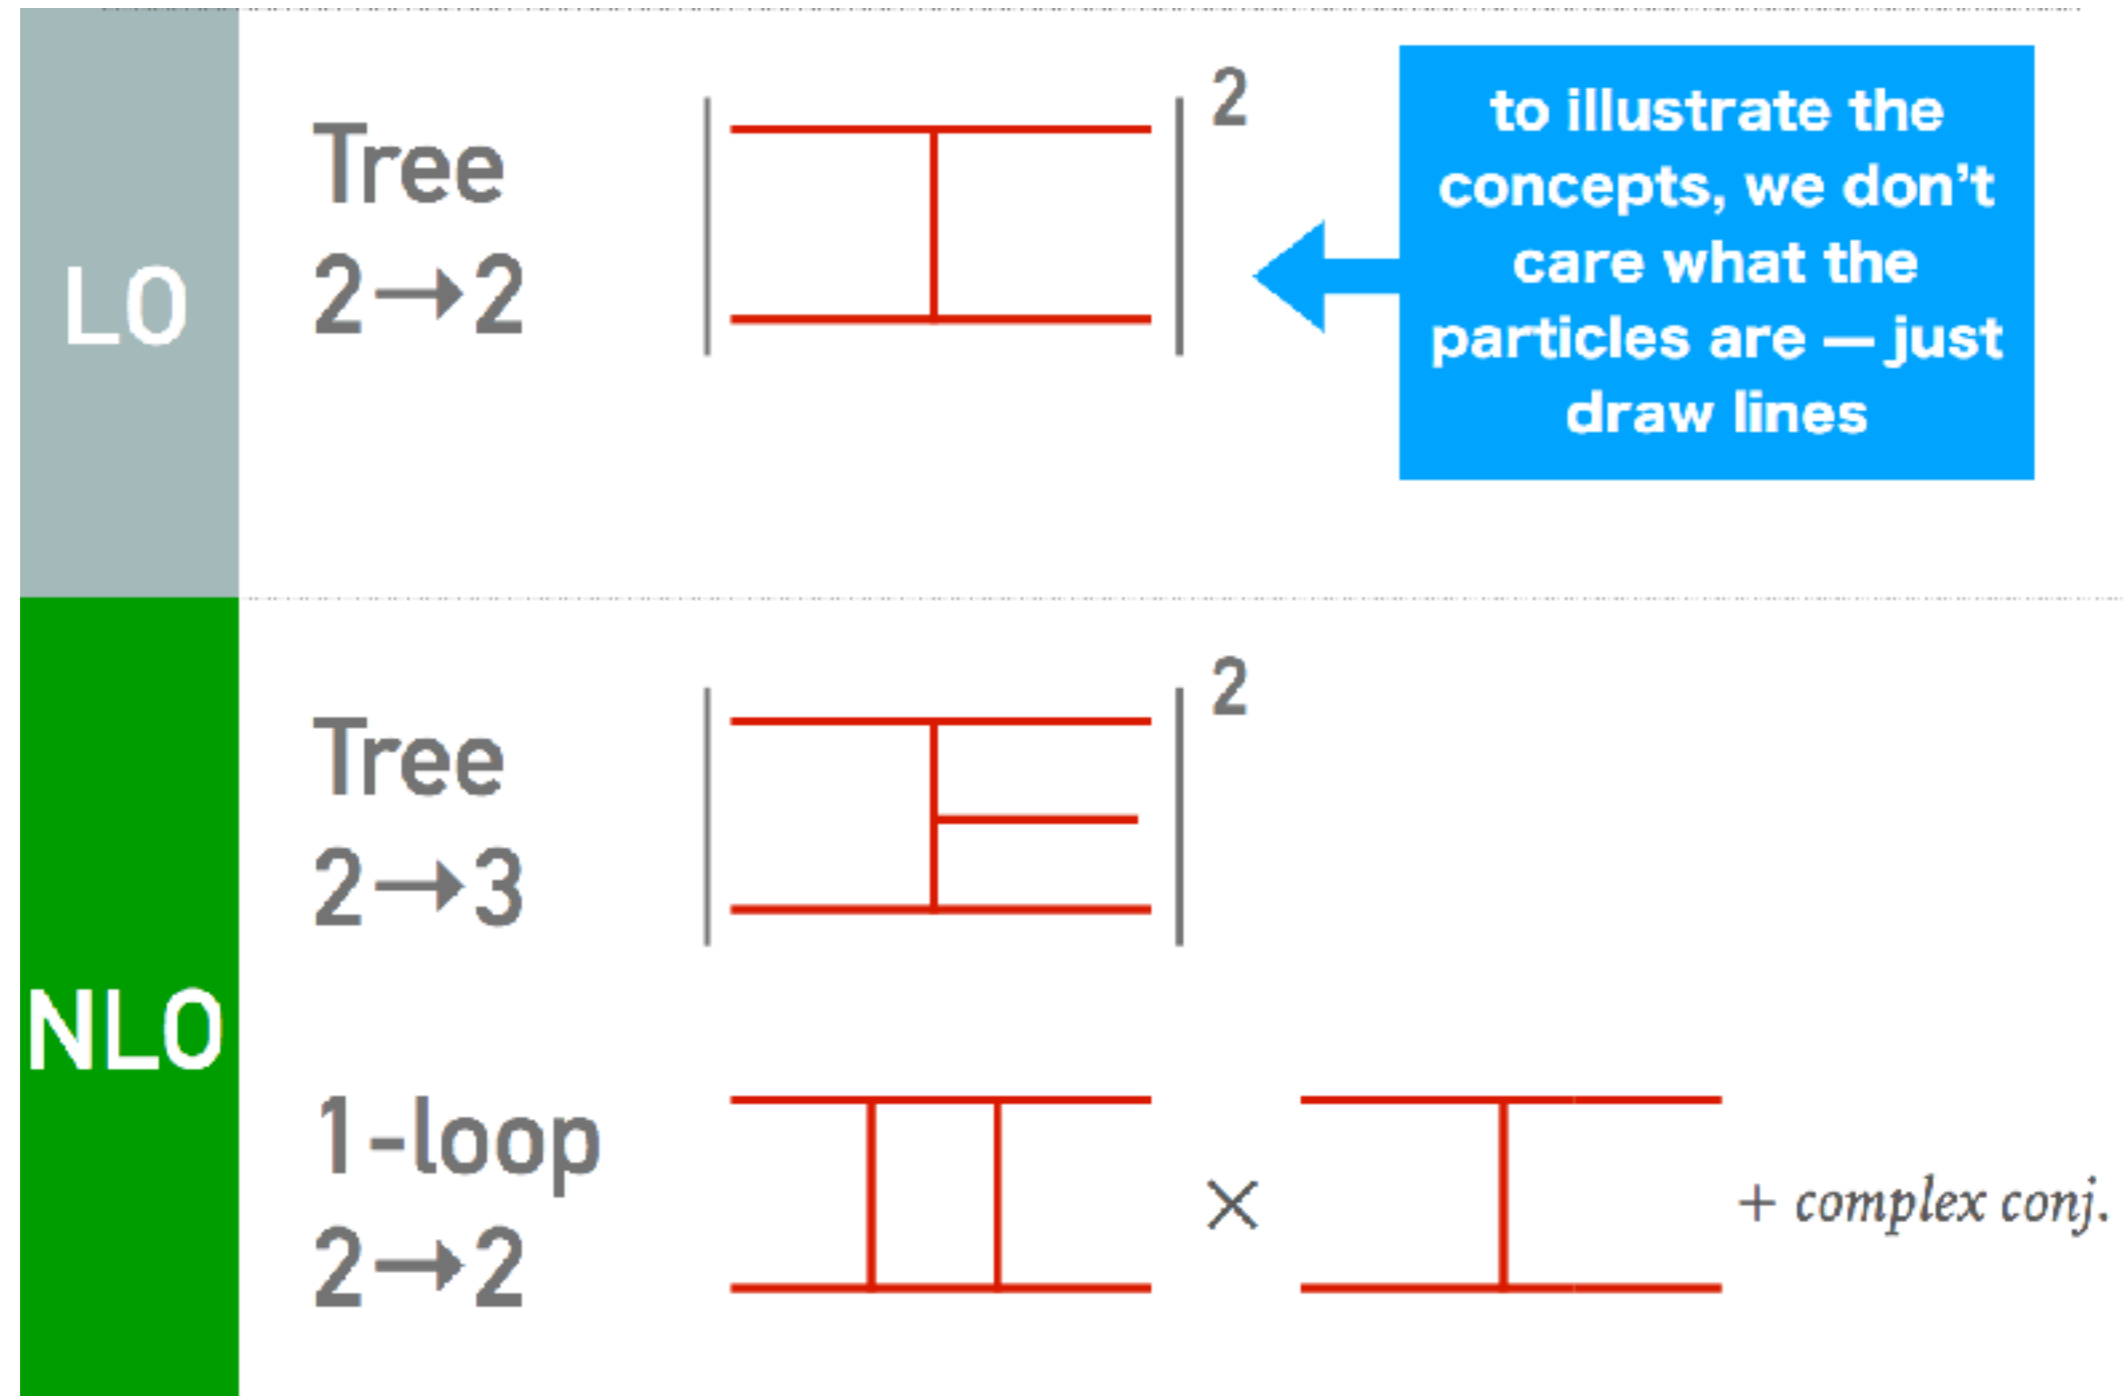 LO
Tree
2→2
2
to illustrate the
concepts, we don't
care what the
particles are — just
draw lines
NLO
Tree
2→3
2
1-loop
2→2
×
+ complex conj.